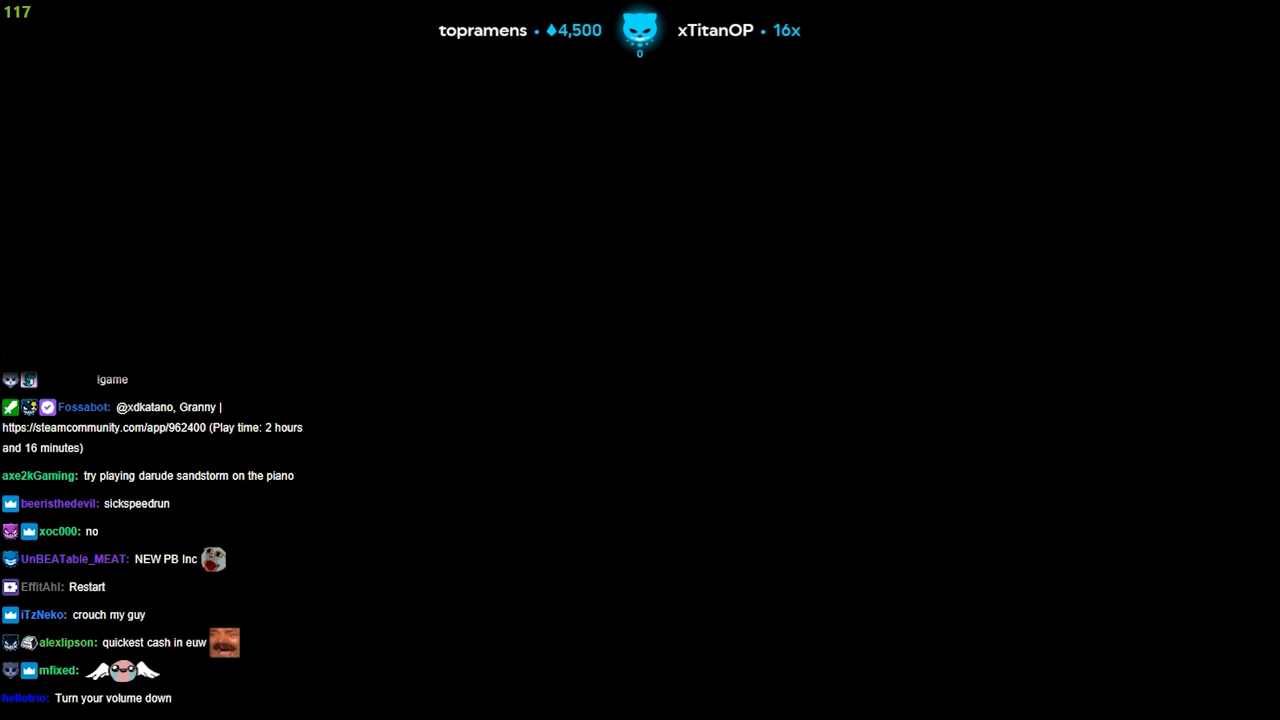 117
topramens • 4,500 xTitanOP • 16x
0
!game
Fossabot: @xdkatano, Granny |
https://steamcommunity.com/app/962400 (Play time: 2 hours
and 16 minutes)
axe2kGaming: try playing darude sandstorm on the piano
beeristhedevil: sickspeedrun
xoc000: no
UnBEATable_MEAT: NEW PB Inc
EffitAhl: Restart
iTzNeko: crouch my guy
alexlipson: quickest cash in euw
mfixed:
hellotrio: Turn your volume down